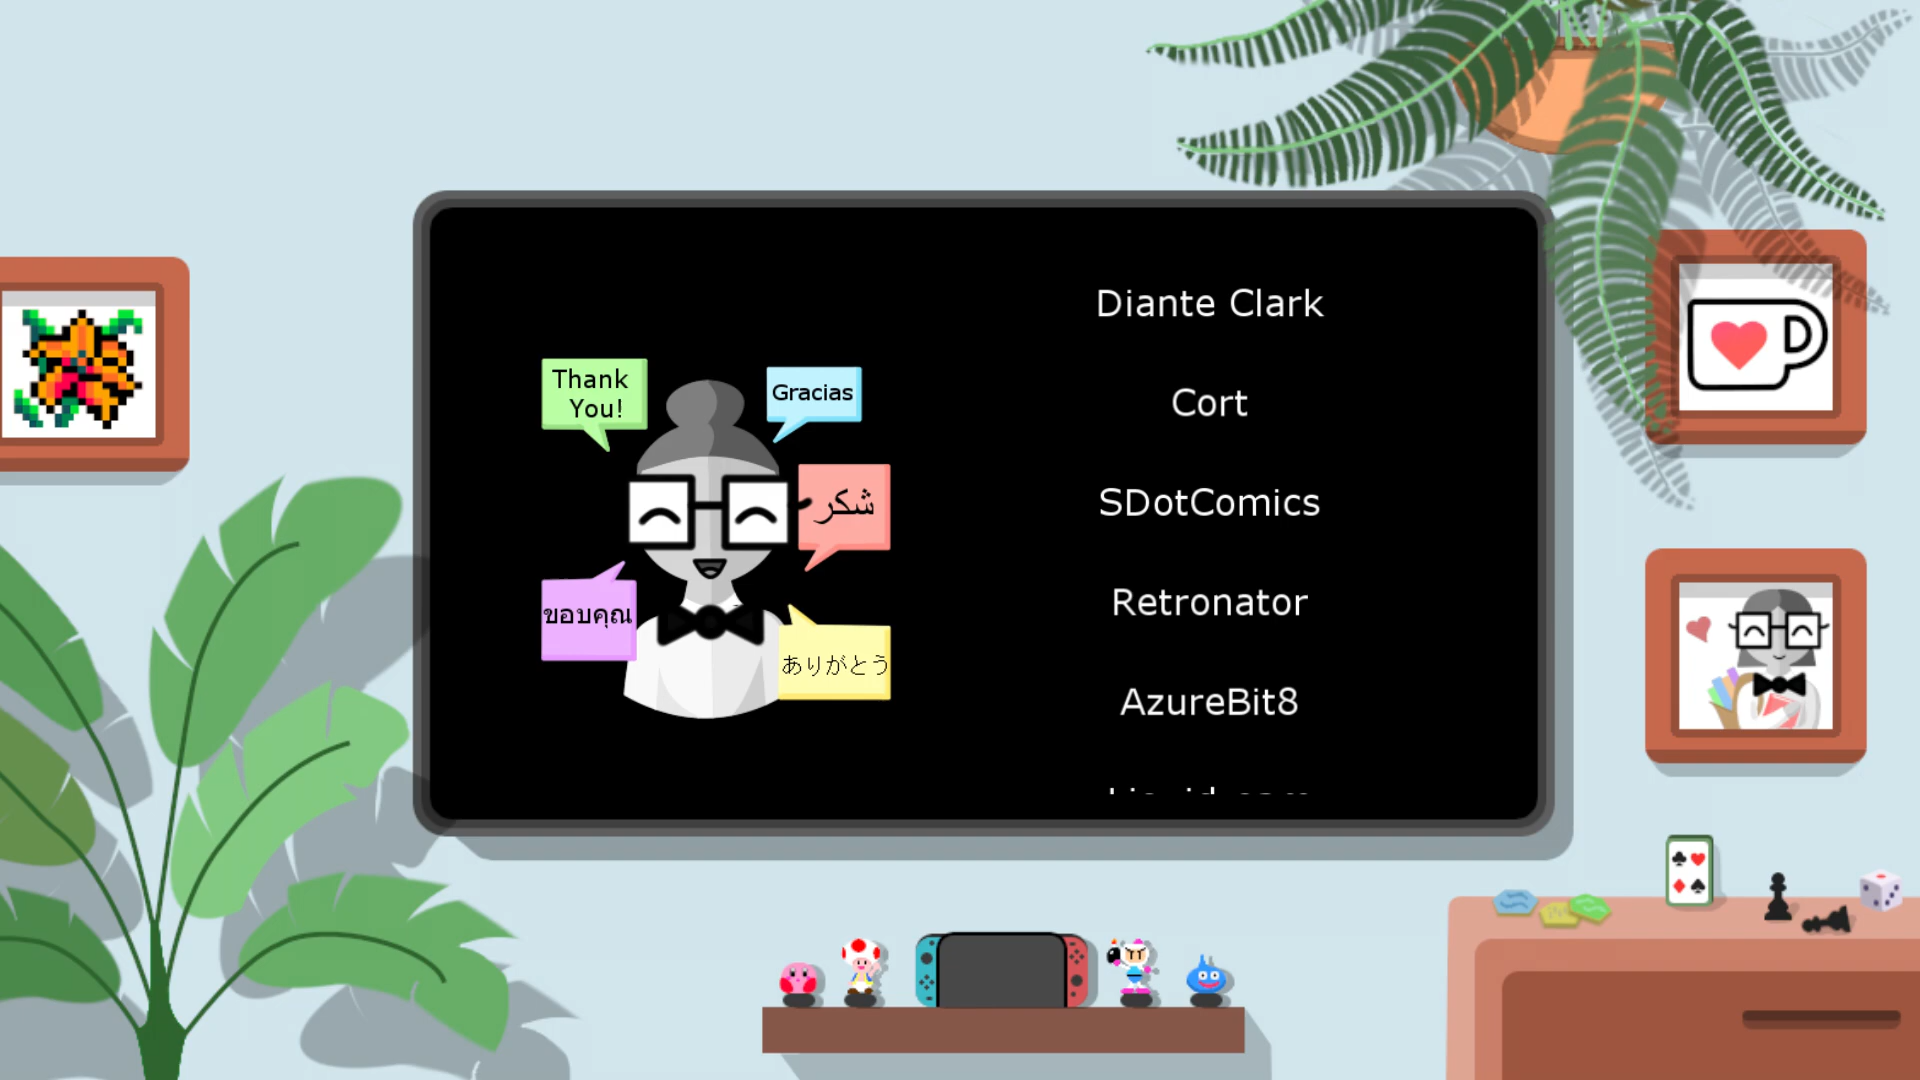 Thank
You!
Gracias
شكر
ขอบคุณ
ありがとう
Diante Clark
Cort
SDotComics
Retronator
AzureBit8